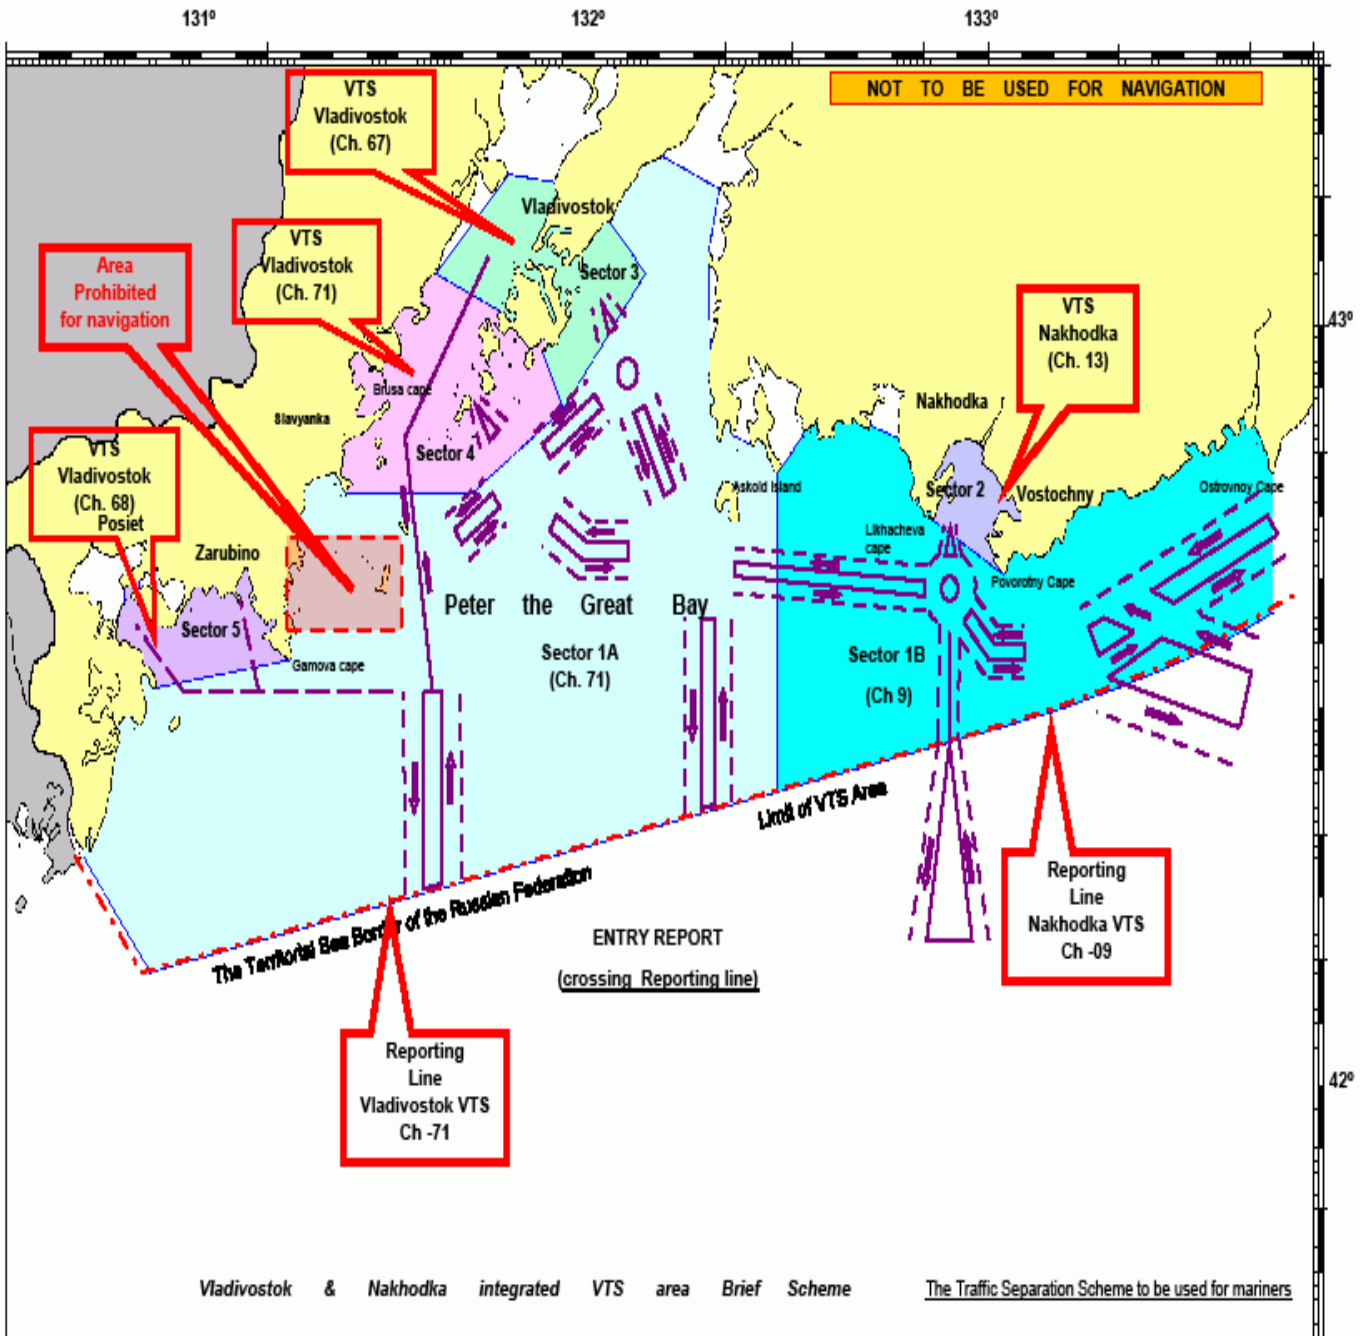 131º
132º
133º
NOT TO BE USED FOR NAVIGATION
VTS
Vladivostok
(Ch. 67)
Vladivostok
VTS
Vladivostok
(Ch. 71)
Area
Prohibited
for navigation
Sector 3
VTS
Nakhodka
(Ch. 13)
43º
Brusa cape
Slavyanka
Nakhodka
Sector 4
VTS
Vladivostok
(Ch. 68)
Posiet
Askold Island
Sector 2
Vostochny
Ostrovnoy Cape
Zarubino
Likhacheva
cape
Povorotny Cape
Peter the Great Bay
Sector 5
Gamova cape
Sector 1A
(Ch. 71)
Sector 1B
(Ch 9)
Limit of VTS Area
The Territorial Sea Border of the Russian Federation
Reporting
Line
Nakhodka VTS
Ch -09
ENTRY REPORT
(crossing Reporting line)
Reporting
Line
Vladivostok VTS
Ch -71
42º
Vladivostok & Nakhodka integrated VTS area Brief Scheme
The Traffic Separation Scheme to be used for mariners